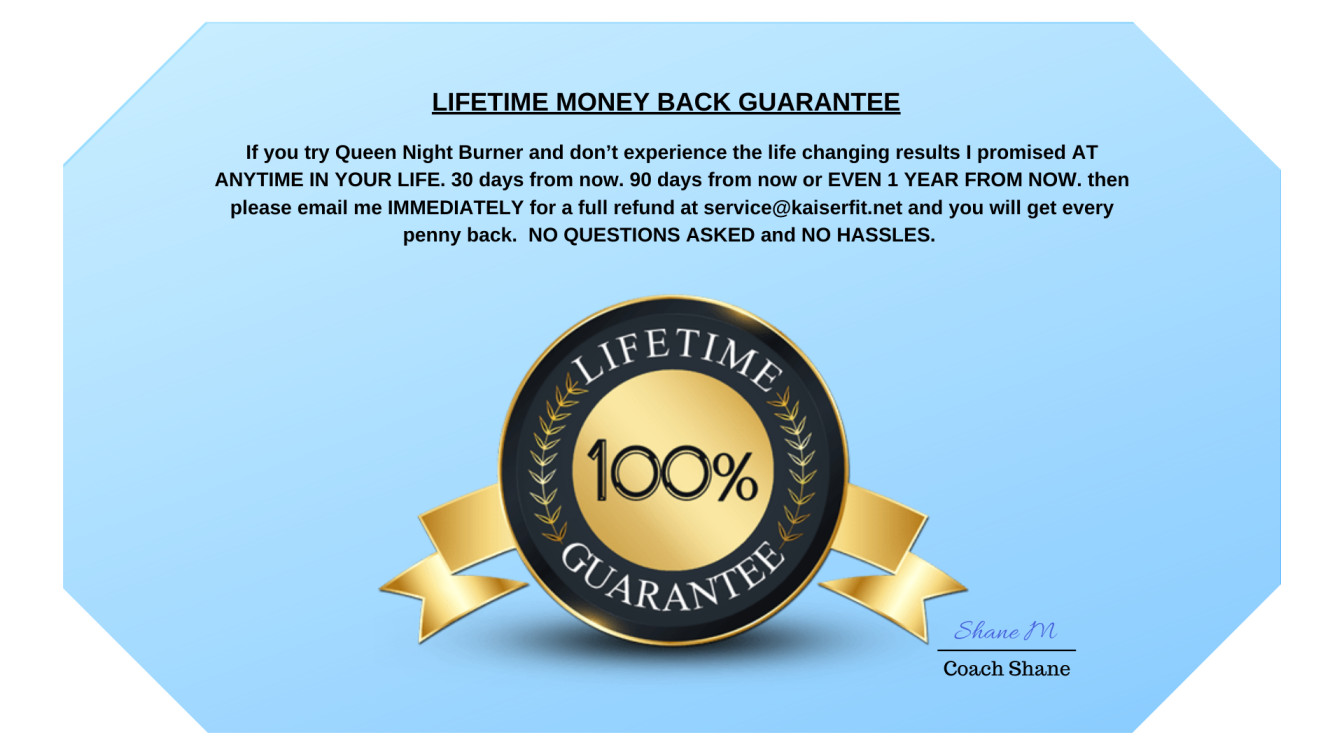 LIFETIME MONEY BACK GUARANTEE
If you try Queen Night Burner and don’t experience the life changing results I promised AT
ANYTIME IN YOUR LIFE. 30 days from now. 90 days from now or EVEN 1 YEAR FROM NOW. then
please email me IMMEDIATELY for a full refund at service@kaiserfit.net and you will get every
penny back.  NO QUESTIONS ASKED and NO HASSLES.
LIFETIME
100%
GUARANTEE
Shane M
Coach Shane